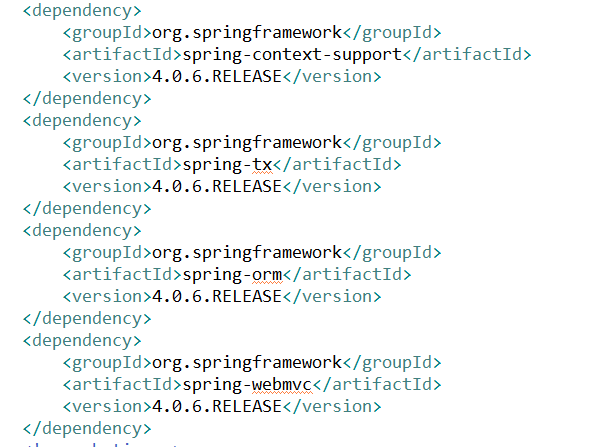 <dependency>
<groupId>org.springframework</groupId>
<artifactId>spring-context-support</artifactId>
<version>4.0.6.RELEASE</version>
</dependency>
<dependency>
<groupId>org.springframework</groupId>
<artifactId>spring-tx</artifactId>
<version>4.0.6.RELEASE</version>
</dependency>
<dependency>
<groupId>org.springframework</groupId>
<artifactId>spring-orm</artifactId>
<version>4.0.6.RELEASE</version>
</dependency>
<dependency>
<groupId>org.springframework</groupId>
<artifactId>spring-webmvc</artifactId>
<version>4.0.6.RELEASE</version>
</dependency>